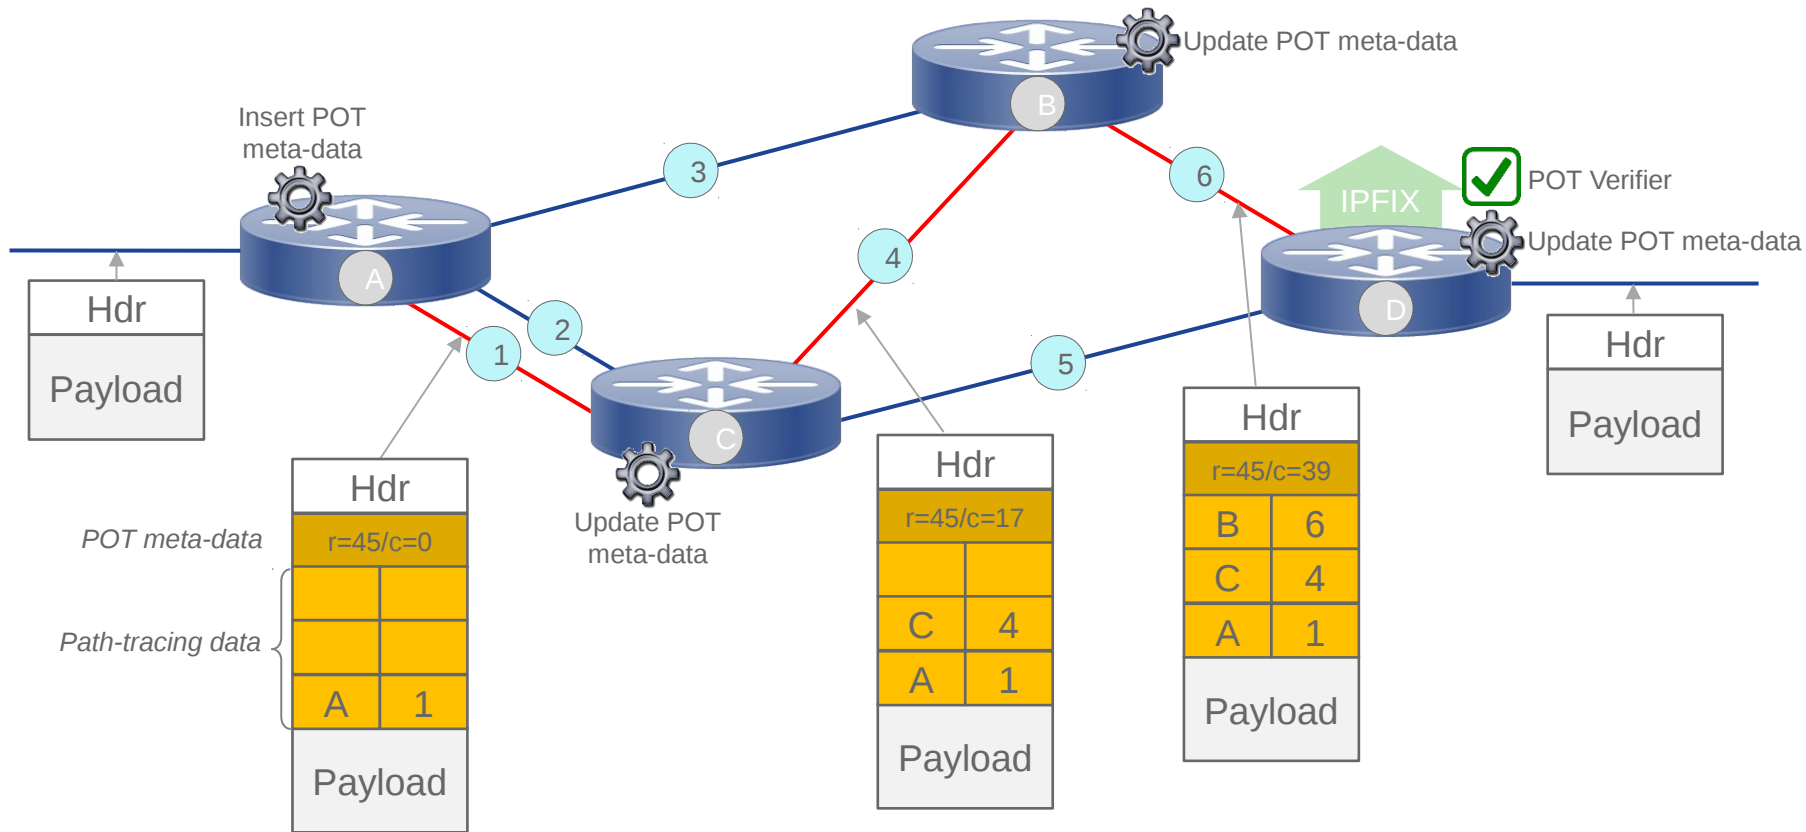 Update POT meta-data
B
Insert POT
meta-data
3
6
IPFIX
POT Verifier
A
4
Update POT meta-data
D
Hdr
Payload
2
1
5
C
Hdr
Payload
Update POT
meta-data
Hdr
POT meta-data
r=45/c=0
Path-tracing data
A 1
Payload
Hdr
r=45/c=17
C 4
A 1
Payload
Hdr
r=45/c=39
B 6
C 4
A 1
Payload